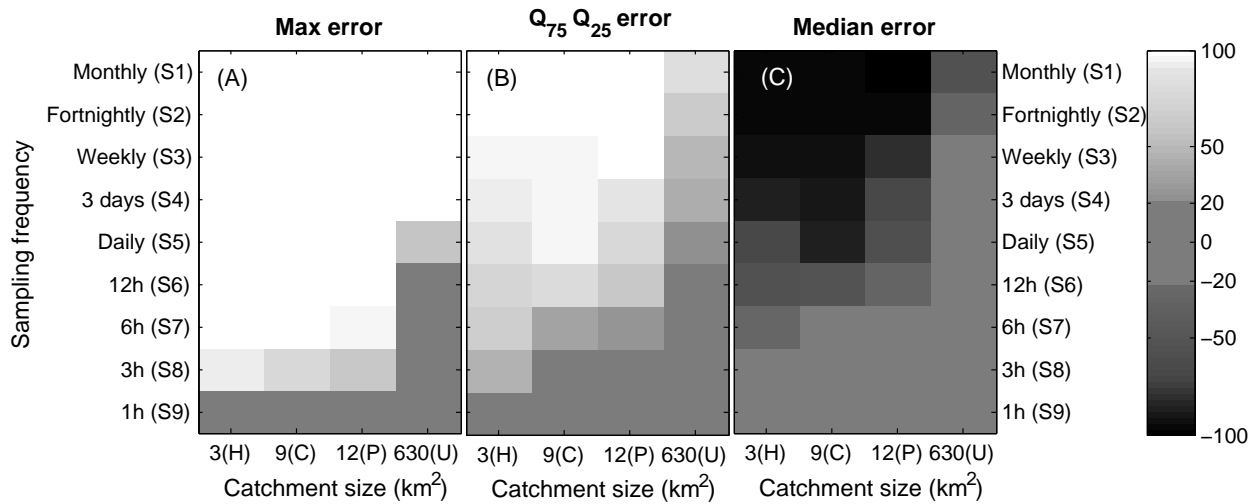 Max error
Q75 Q25 error
Median error
(A)
(B)
(C)
Sampling frequency
Monthly (S1)
Fortnightly (S2)
Weekly (S3)
3 days (S4)
Daily (S5)
12h (S6)
6h (S7)
3h (S8)
1h (S9)
Monthly (S1)
Fortnightly (S2)
Weekly (S3)
3 days (S4)
Daily (S5)
12h (S6)
6h (S7)
3h (S8)
1h (S9)
100
50
20
0
−20
−50
−100
3(H) 9(C) 12(P) 630(U)
3(H) 9(C) 12(P) 630(U)
3(H) 9(C) 12(P) 630(U)
Catchment size (km²)
Catchment size (km²)
Catchment size (km²)